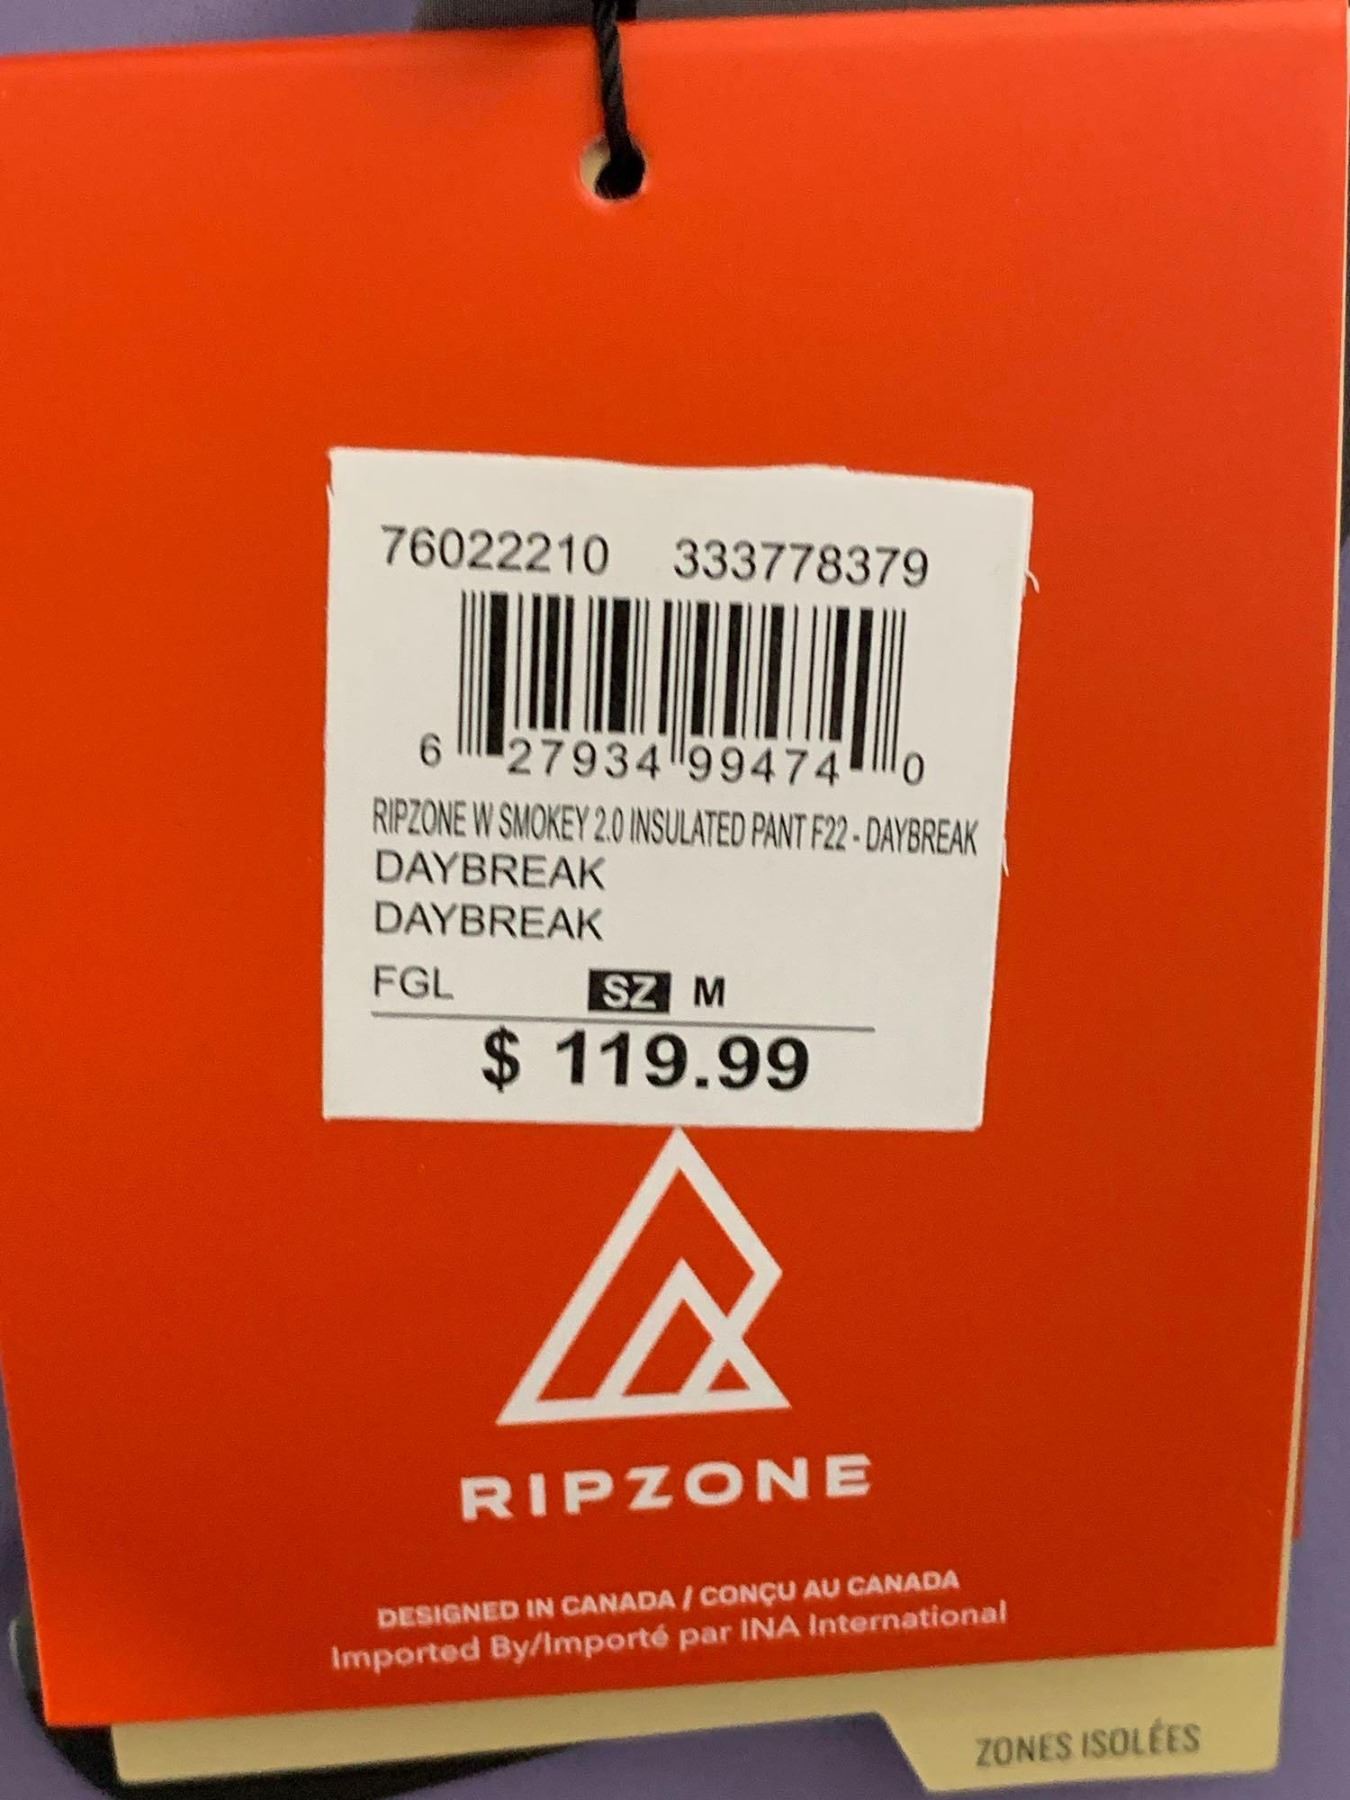 76022210 333778379
6 27934 99474 0
RIPZONE W SMOKEY 2.0 INSULATED PANT F22 - DAYBREAK
DAYBREAK
DAYBREAK
FGL SZ M
$ 119.99
RIPZONE
DESIGNED IN CANADA / CONÇU AU CANADA
Imported By/Importé par INA International
ZONES ISOLÉES